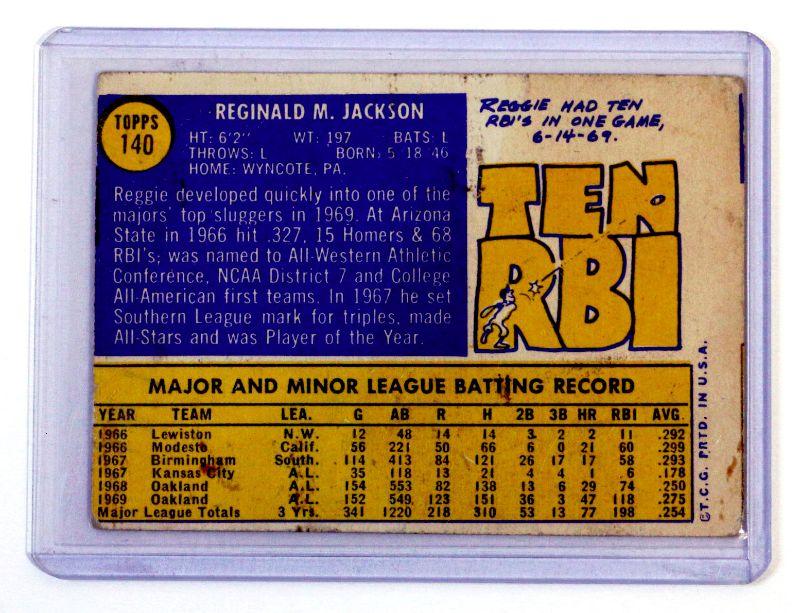 TOPPS
140
REGINALD M. JACKSON
HT: 6'2" WT: 197 BATS: L
THROWS: L BORN: 5 18 46
HOME: WYNCOTE, PA.
Reggie developed quickly into one of the
majors' top sluggers in 1969. At Arizona
State in 1966 hit .327, 15 Homers & 68
RBI's; was named to All-Western Athletic
Conference, NCAA District 7 and College
All-American first teams. In 1967 he set
Southern League mark for triples, made
All-Stars and was Player of the Year.
REGGIE HAD TEN
RBI'S IN ONE GAME,
6-14-69.
TEN
RBI
MAJOR AND MINOR LEAGUE BATTING RECORD
YEAR TEAM LEA. G AB R H 2B 3B HR RBI AVG.
1966 Lewiston N.W. 12 48 14 14 3 2 2 11 .292
1966 Modesto Calif. 56 221 50 66 6 0 21 60 .299
1967 Birmingham South. 114 413 84 121 26 17 17 58 .293
1967 Kansas City A.L. 35 118 13 21 4 4 1 6 .178
1968 Oakland A.L. 154 553 82 138 13 6 29 74 .250
1969 Oakland A.L. 152 549 123 151 36 3 47 118 .275
Major League Totals 3 Yrs. 341 1220 218 310 53 13 77 198 .254
©T.C.G. PRTD. IN U.S.A.